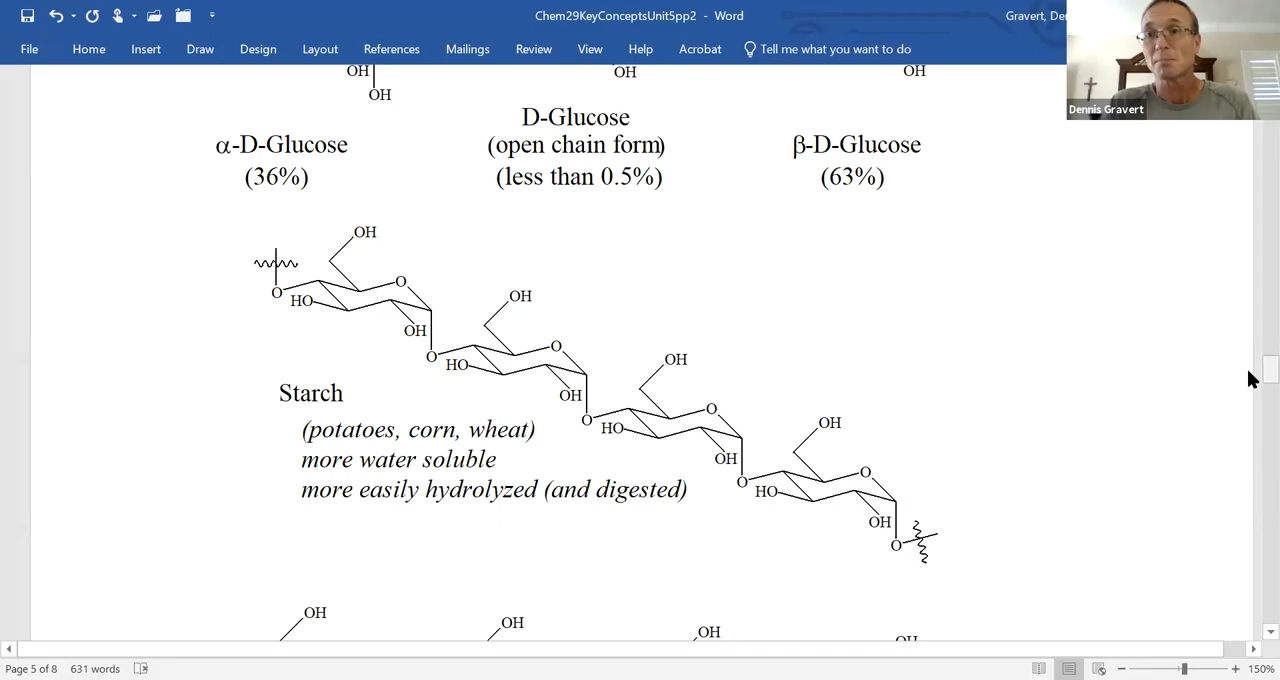 Chem29KeyConceptsUnit5pp2 - Word
Gravert, De
File Home Insert Draw Design Layout References Mailings Review View Help Acrobat Tell me what you want to do
Dennis Gravert
OH
OH
OH
OH
D-Glucose
α-D-Glucose
(open chain form)
β-D-Glucose
(36%)
(less than 0.5%)
(63%)
OH
O
O
HO
OH
OH
O
O
HO
OH
OH
O
O
HO
OH
OH
O
O
HO
OH
O
Starch
(potatoes, corn, wheat)
more water soluble
more easily hydrolyzed (and digested)
OH
OH
OH
OH
Page 5 of 8 631 words
150%